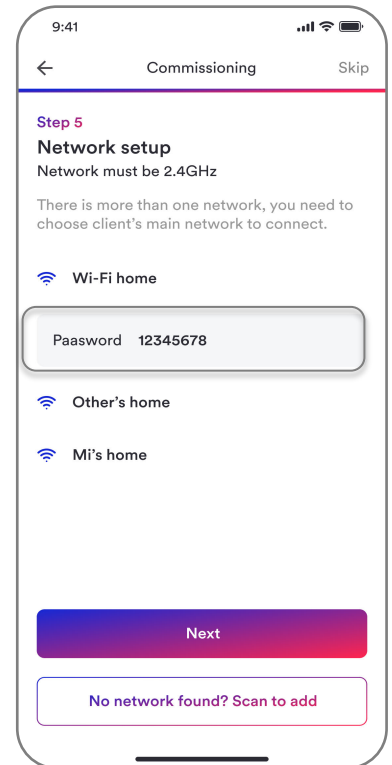 9:41
Commissioning Skip
Step 5
Network setup
Network must be 2.4GHz
There is more than one network, you need to
choose client's main network to connect.
Wi-Fi home
Paasword 12345678
Other's home
Mi's home
Next
No network found? Scan to add